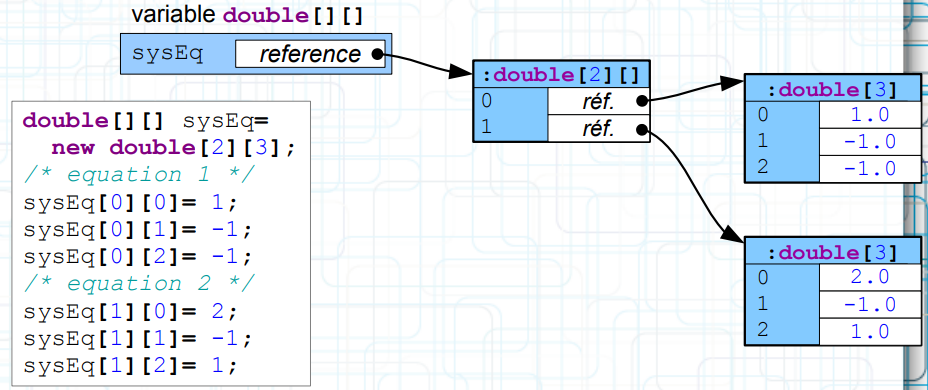 variable double[][]
sysEq reference
:double[2][]
0 réf.
1 réf.
:double[3]
0 1.0
1 -1.0
2 -1.0
double[][] sysEq=
new double[2][3];
/* equation 1 */
sysEq[0][0]= 1;
sysEq[0][1]= -1;
sysEq[0][2]= -1;
/* equation 2 */
sysEq[1][0]= 2;
sysEq[1][1]= -1;
sysEq[1][2]= 1;
:double[3]
0 2.0
1 -1.0
2 1.0